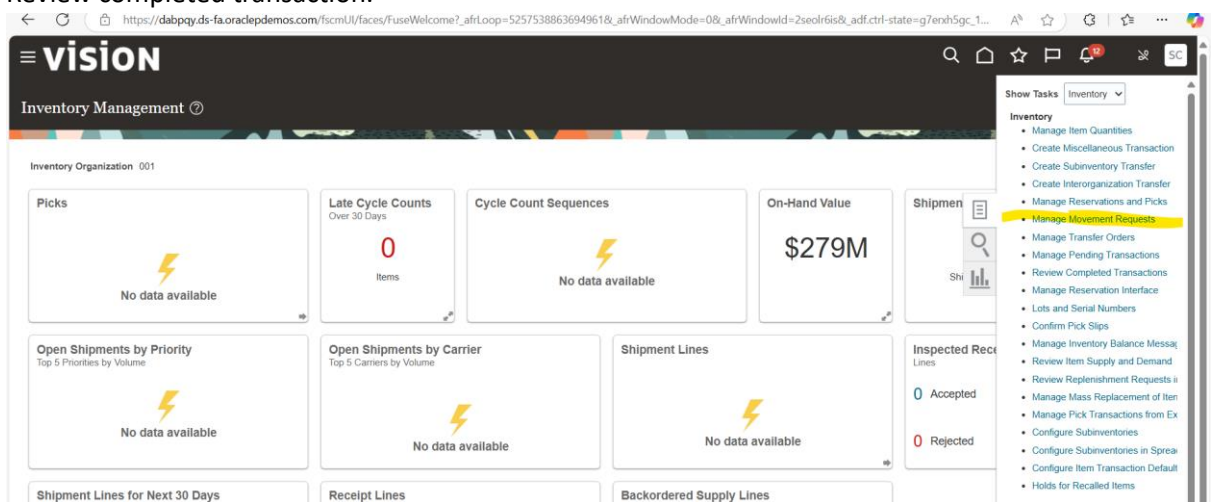 Review completed transaction.
https://dabpqy.ds-fa.oraclepdemos.com/fscmUI/faces/FuseWelcome?_afrLoop=52575388636949618&_afrWindowMode=0&_afrWindowId=2seolr6is&_adf.ctrl-state=g7erxh5gc_1...
vision
12
SC
Inventory Management
Show Tasks Inventory
Inventory
Manage Item Quantities
Create Miscellaneous Transaction
Create Subinventory Transfer
Create Interorganization Transfer
Manage Reservations and Picks
Manage Movement Requests
Manage Transfer Orders
Manage Pending Transactions
Review Completed Transactions
Manage Reservation Interface
Lots and Serial Numbers
Confirm Pick Slips
Manage Inventory Balance Messag
Review Item Supply and Demand
Review Replenishment Requests i
Manage Mass Replacement of Iten
Manage Pick Transactions from Ex
Configure Subinventories
Configure Subinventories in Sprea
Configure Item Transaction Default
Holds for Recalled Items
Inventory Organization 001
Picks
No data available
Late Cycle Counts
Over 30 Days
0
Items
Cycle Count Sequences
No data available
On-Hand Value
$279M
Shipmen
Shi
Open Shipments by Priority
Top 5 Priorities by Volume
No data available
Open Shipments by Carrier
Top 5 Carriers by Volume
No data available
Shipment Lines
No data available
Inspected Rece
Lines
0 Accepted
0 Rejected
Shipment Lines for Next 30 Days
Receipt Lines
Backordered Supply Lines